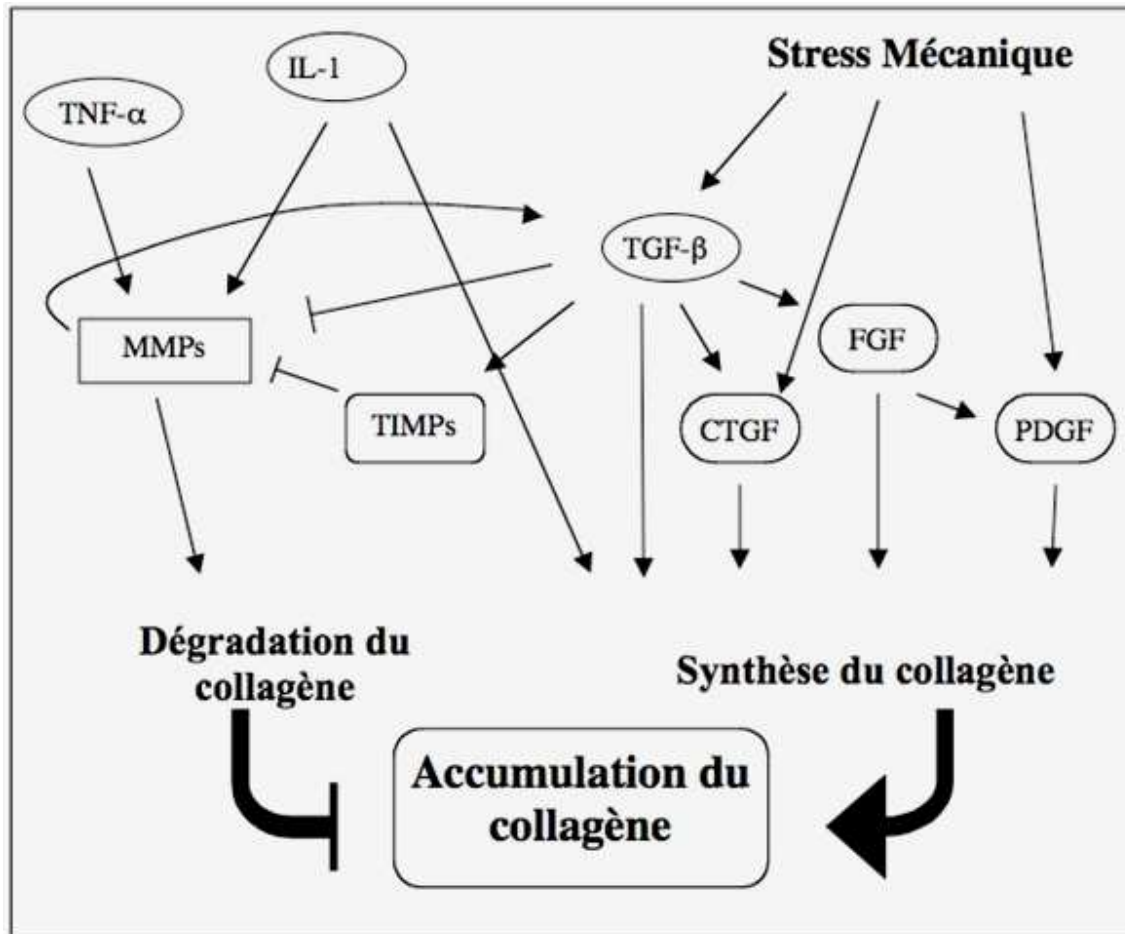 Stress Mécanique
IL-1
TNF-α
TGF-β
MMPs
FGF
TIMPs
CTGF
PDGF
Dégradation du
collagène
Synthèse du collagène
Accumulation du
collagène